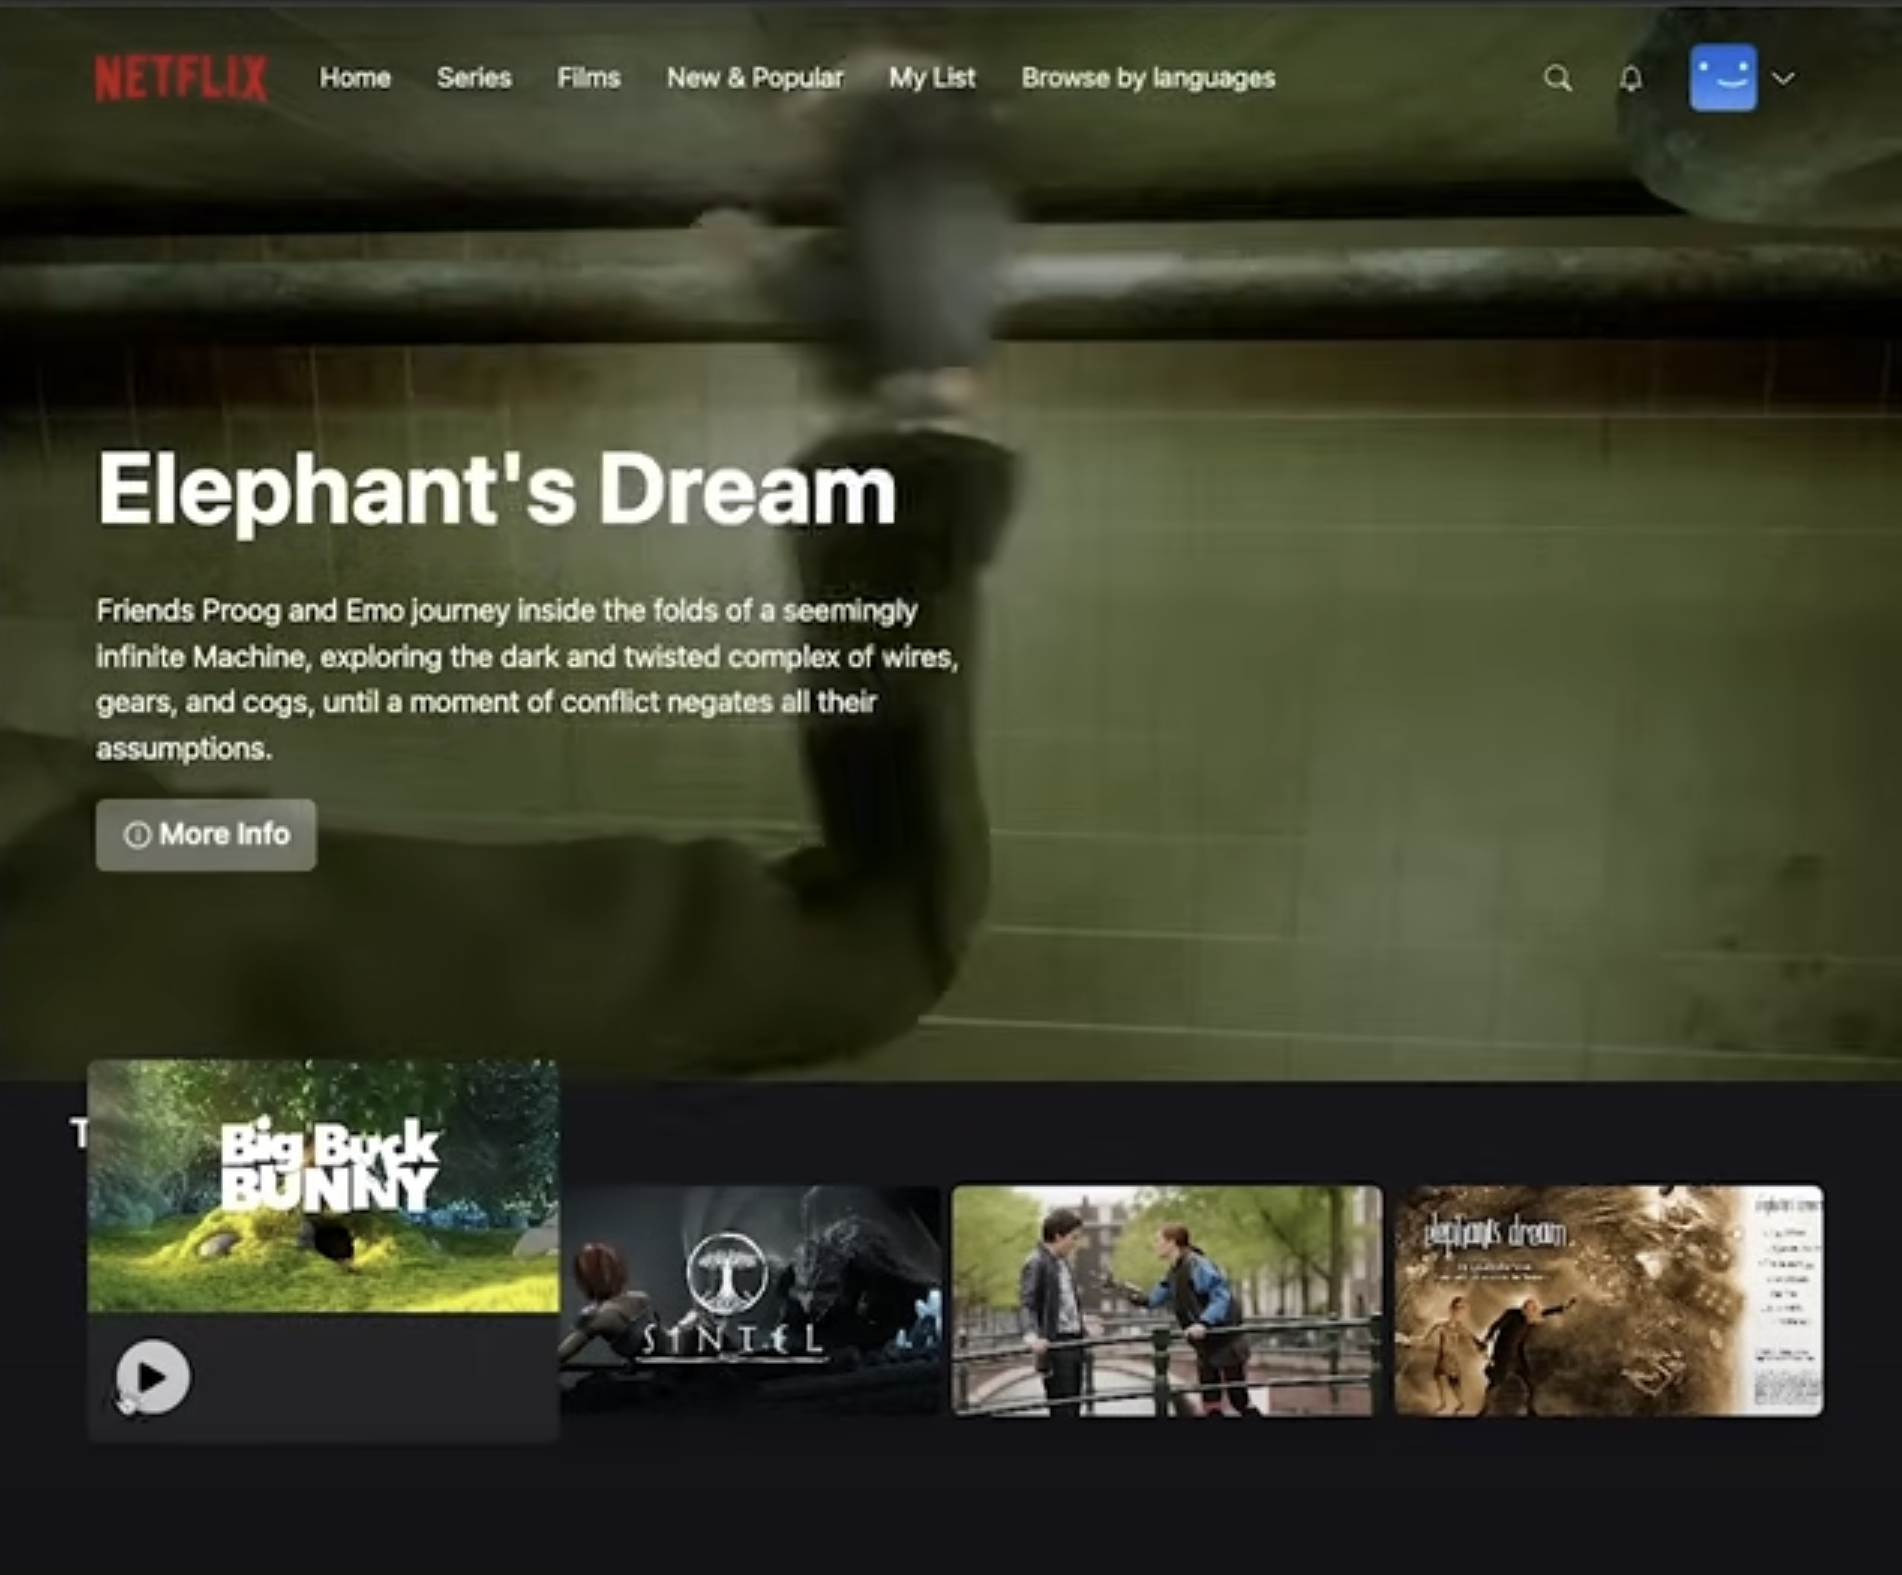 NETFLIX Home Series Films New & Popular My List Browse by languages
Elephant's Dream
Friends Proog and Emo journey inside the folds of a seemingly
infinite Machine, exploring the dark and twisted complex of wires,
gears, and cogs, until a moment of conflict negates all their
assumptions.
More Info
T
Big Buck
BUNNY
SINTEL
elephants dream